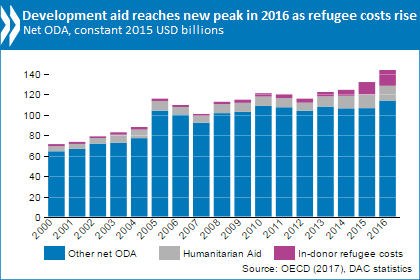 Development aid reaches new peak in 2016 as refugee costs rise
Net ODA, constant 2015 USD billions
140
120
100
80
60
40
20
0
2000 2001 2002 2003 2004 2005 2006 2007 2008 2009 2010 2011 2012 2013 2014 2015 2016
Other net ODA Humanitarian Aid In-donor refugee costs
Source: OECD (2017), DAC statistics